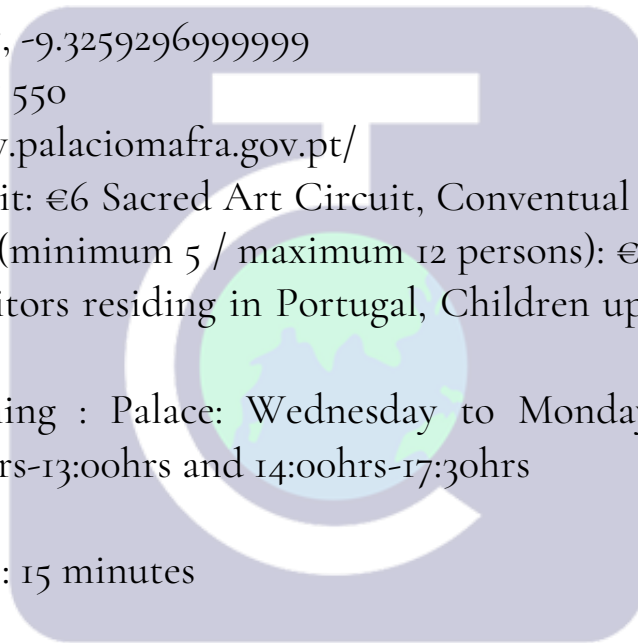 , -9.3259296999999
550
.palaciomafra.gov.pt/
it: €6 Sacred Art Circuit, Conventual
(minimum 5 / maximum 12 persons): €
itors residing in Portugal, Children up
ing : Palace: Wednesday to Monday
rs-13:00hrs and 14:00hrs-17:30hrs
: 15 minutes